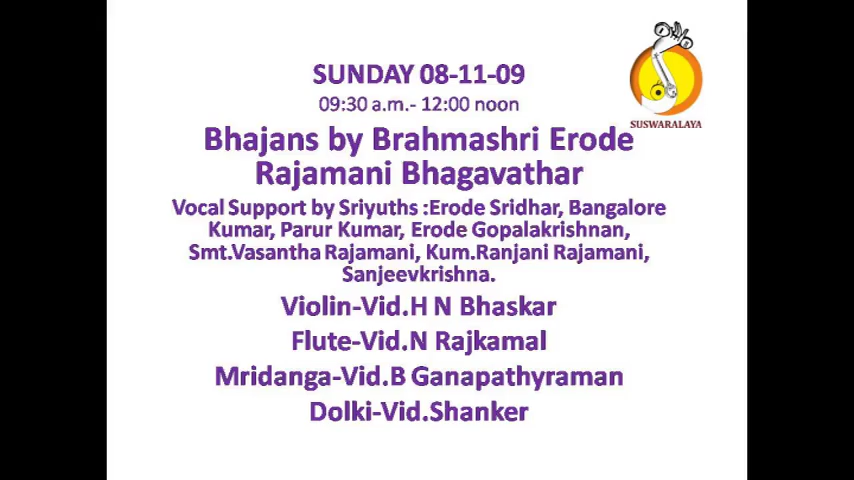 SUNDAY 08-11-09
09:30 a.m.- 12:00 noon
SUSWARALAYA
Bhajans by Brahmashri Erode
Rajamani Bhagavathar
Vocal Support by Sriyuths :Erode Sridhar, Bangalore
Kumar, Parur Kumar, Erode Gopalakrishnan,
Smt.Vasantha Rajamani, Kum.Ranjani Rajamani,
Sanjeevkrishna.
Violin-Vid.H N Bhaskar
Flute-Vid.N Rajkamal
Mridanga-Vid.B Ganapathyraman
Dolki-Vid.Shanker